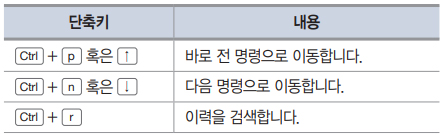 단축키 내용
Ctrl + p 혹은 ↑ 바로 전 명령으로 이동합니다.
Ctrl + n 혹은 ↓ 다음 명령으로 이동합니다.
Ctrl + r 이력을 검색합니다.